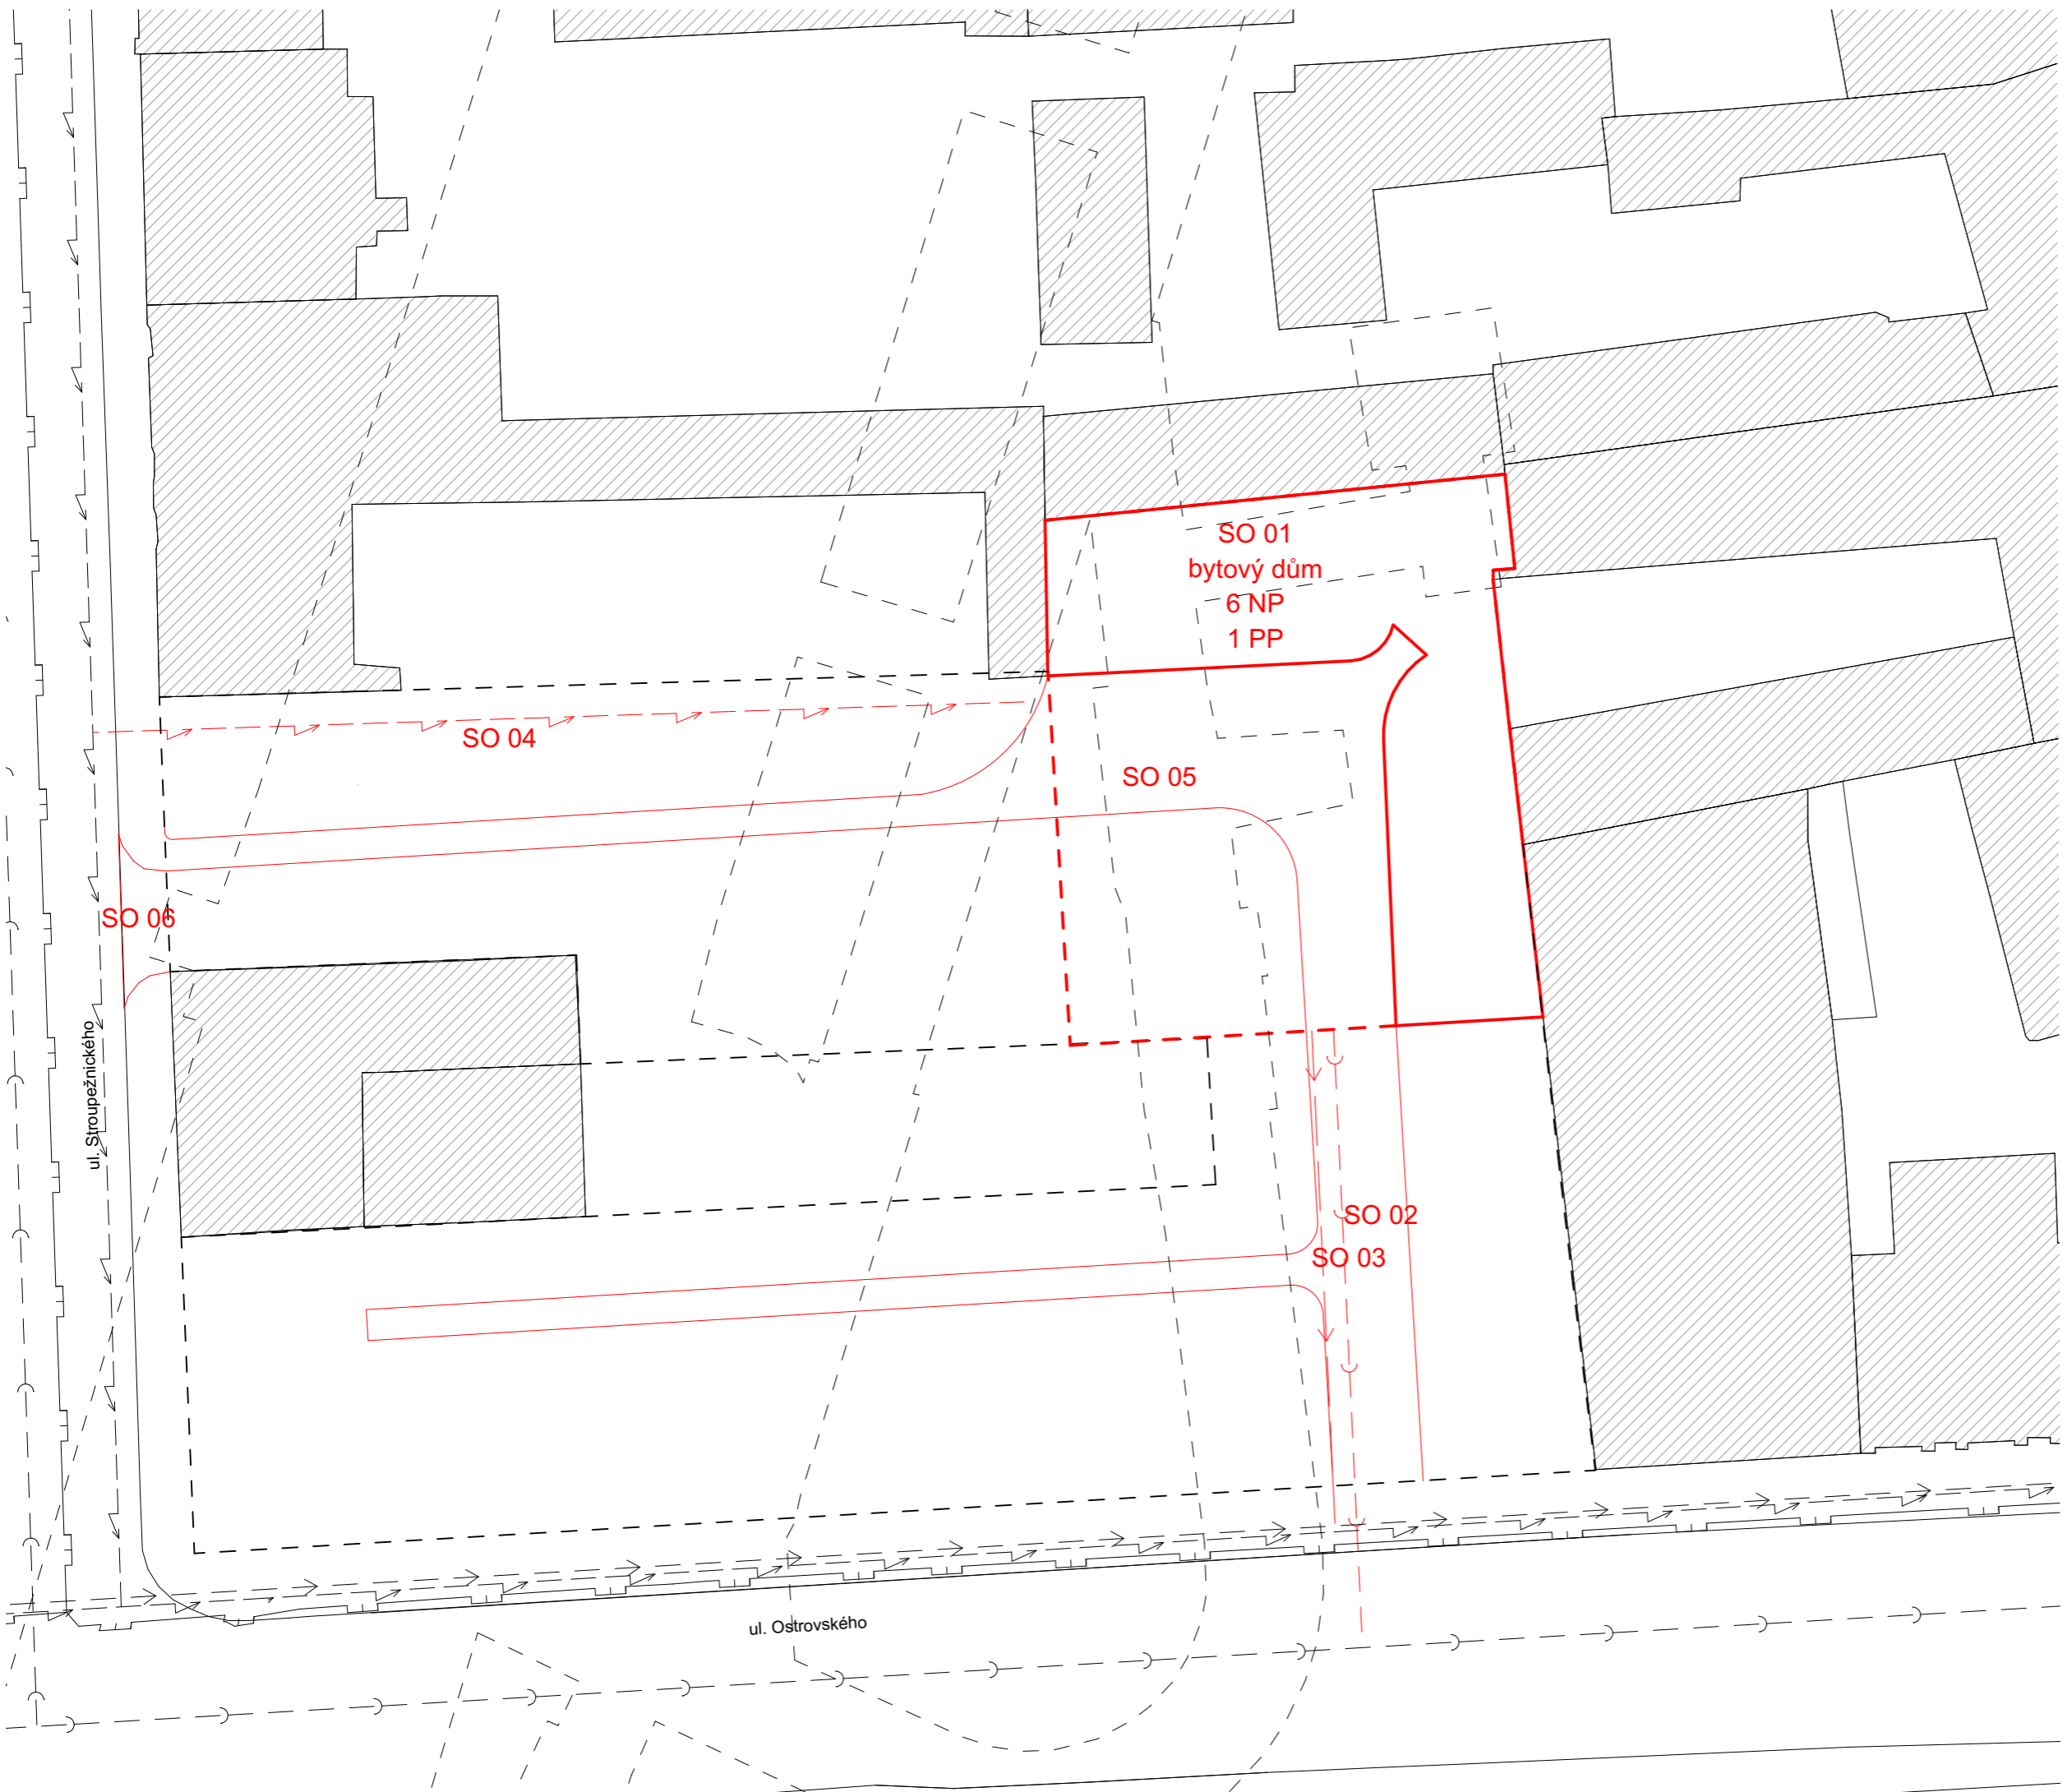 SO 01
bytový dům
6 NP
1 PP
SO 04
SO 05
SO 06
ul. Stroupežnického
SO 02
SO 03
ul. Ostrovského